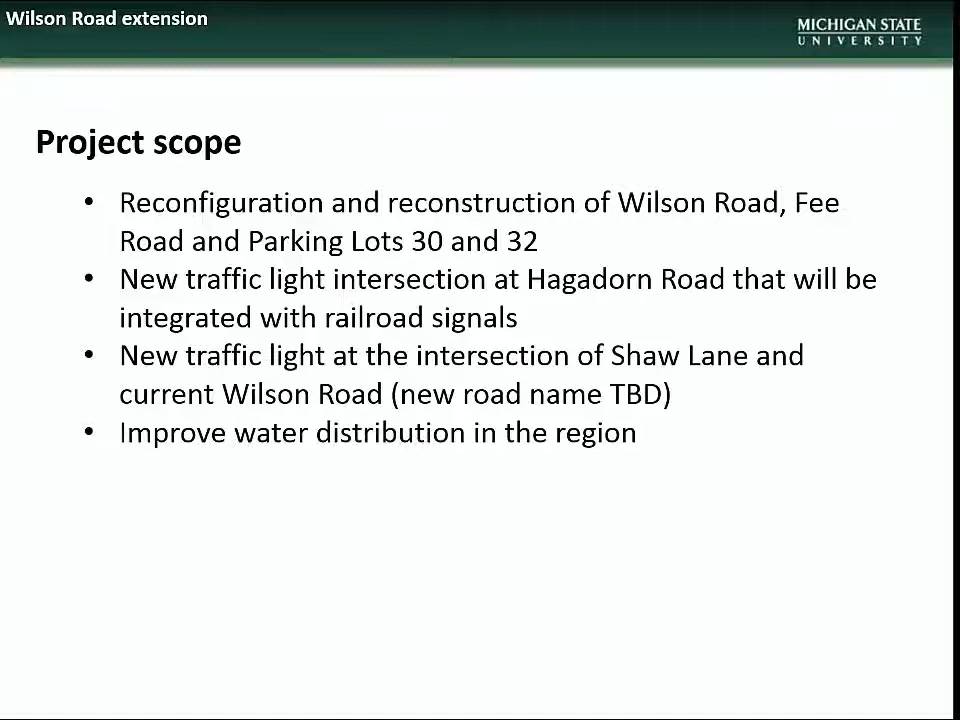 Wilson Road extension
MICHIGAN STATE
UNIVERSITY
Project scope
• Reconfiguration and reconstruction of Wilson Road, Fee
Road and Parking Lots 30 and 32
• New traffic light intersection at Hagadorn Road that will be
integrated with railroad signals
• New traffic light at the intersection of Shaw Lane and
current Wilson Road (new road name TBD)
• Improve water distribution in the region